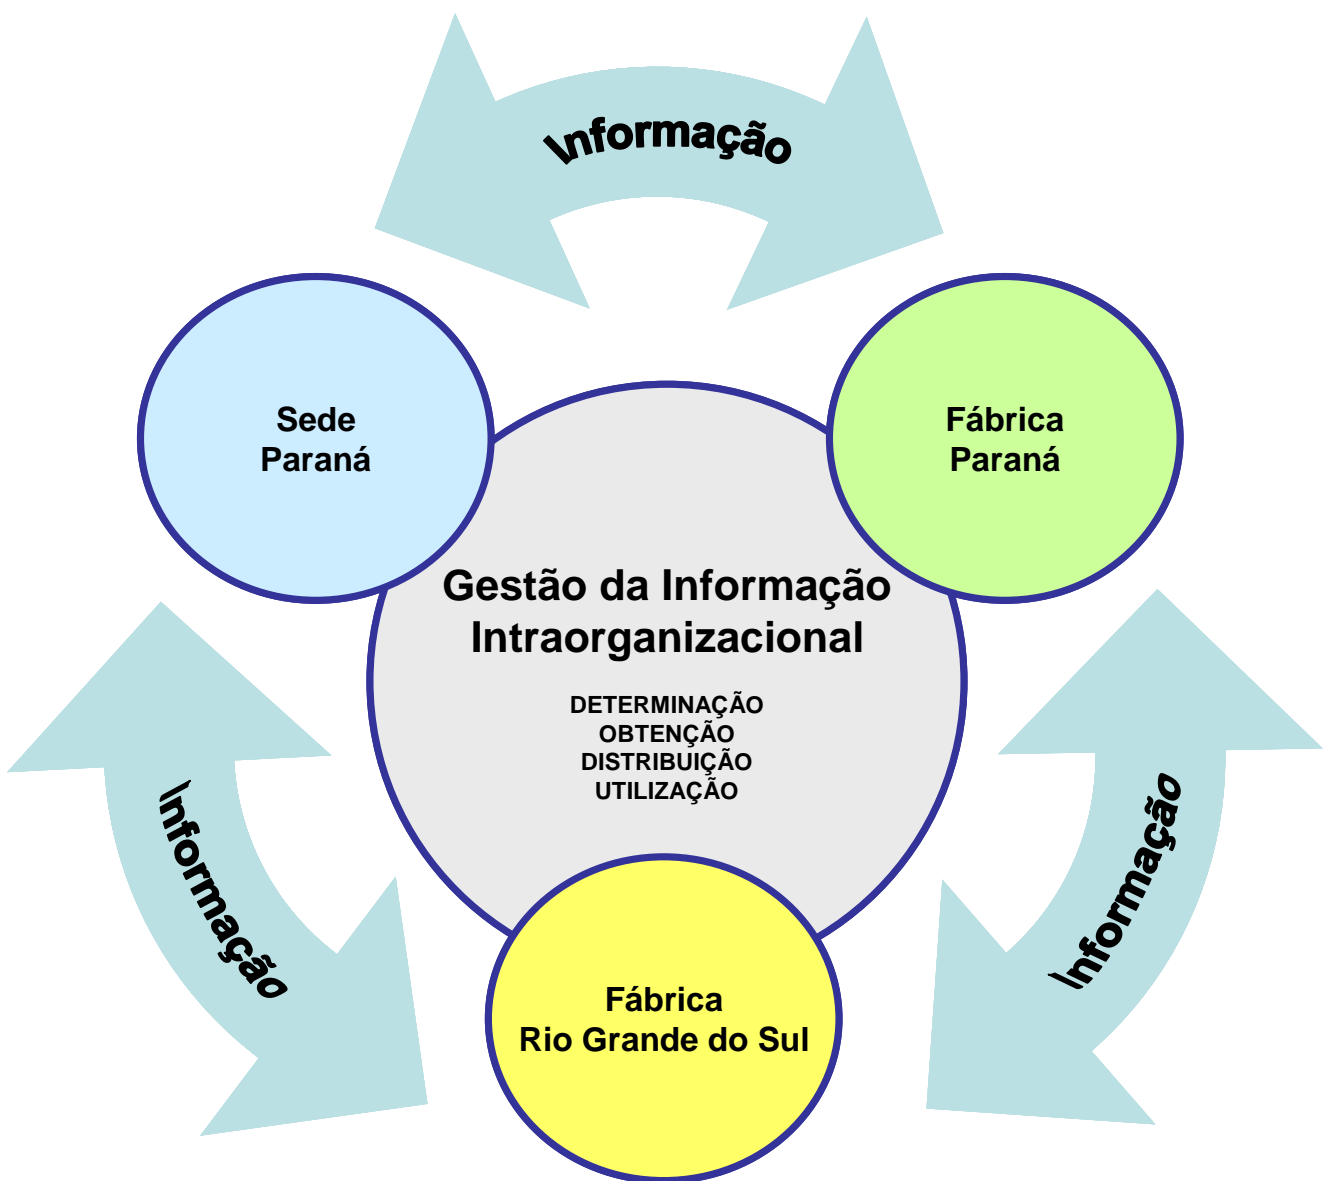 Informação
Sede
Paraná
Fábrica
Paraná
Gestão da Informação
Intraorganizacional
DETERMINAÇÃO
OBTENÇÃO
DISTRIBUIÇÃO
UTILIZAÇÃO
Informação
Informação
Fábrica
Rio Grande do Sul